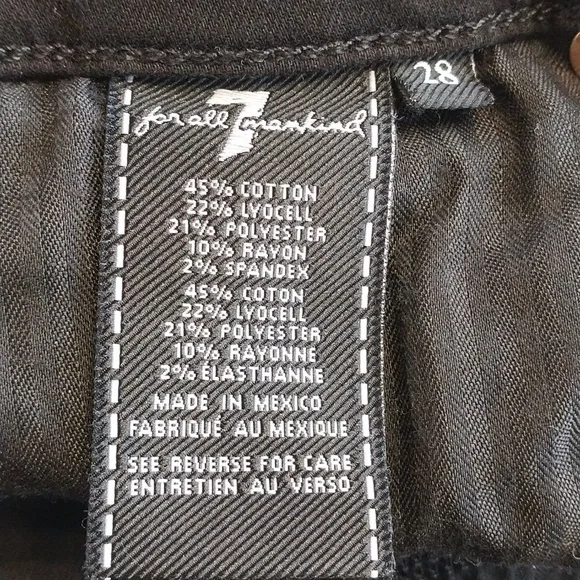 28
7
for all mankind
45% COTTON
22% LYOCELL
21% POLYESTER
10% RAYON
2% SPANDEX
45% COTON
22% LYOCELL
21% POLYESTER
10% RAYONNE
2% ÉLASTHANNE
MADE IN MEXICO
FABRIQUÉ AU MEXIQUE
SEE REVERSE FOR CARE
ENTRETIEN AU VERSO